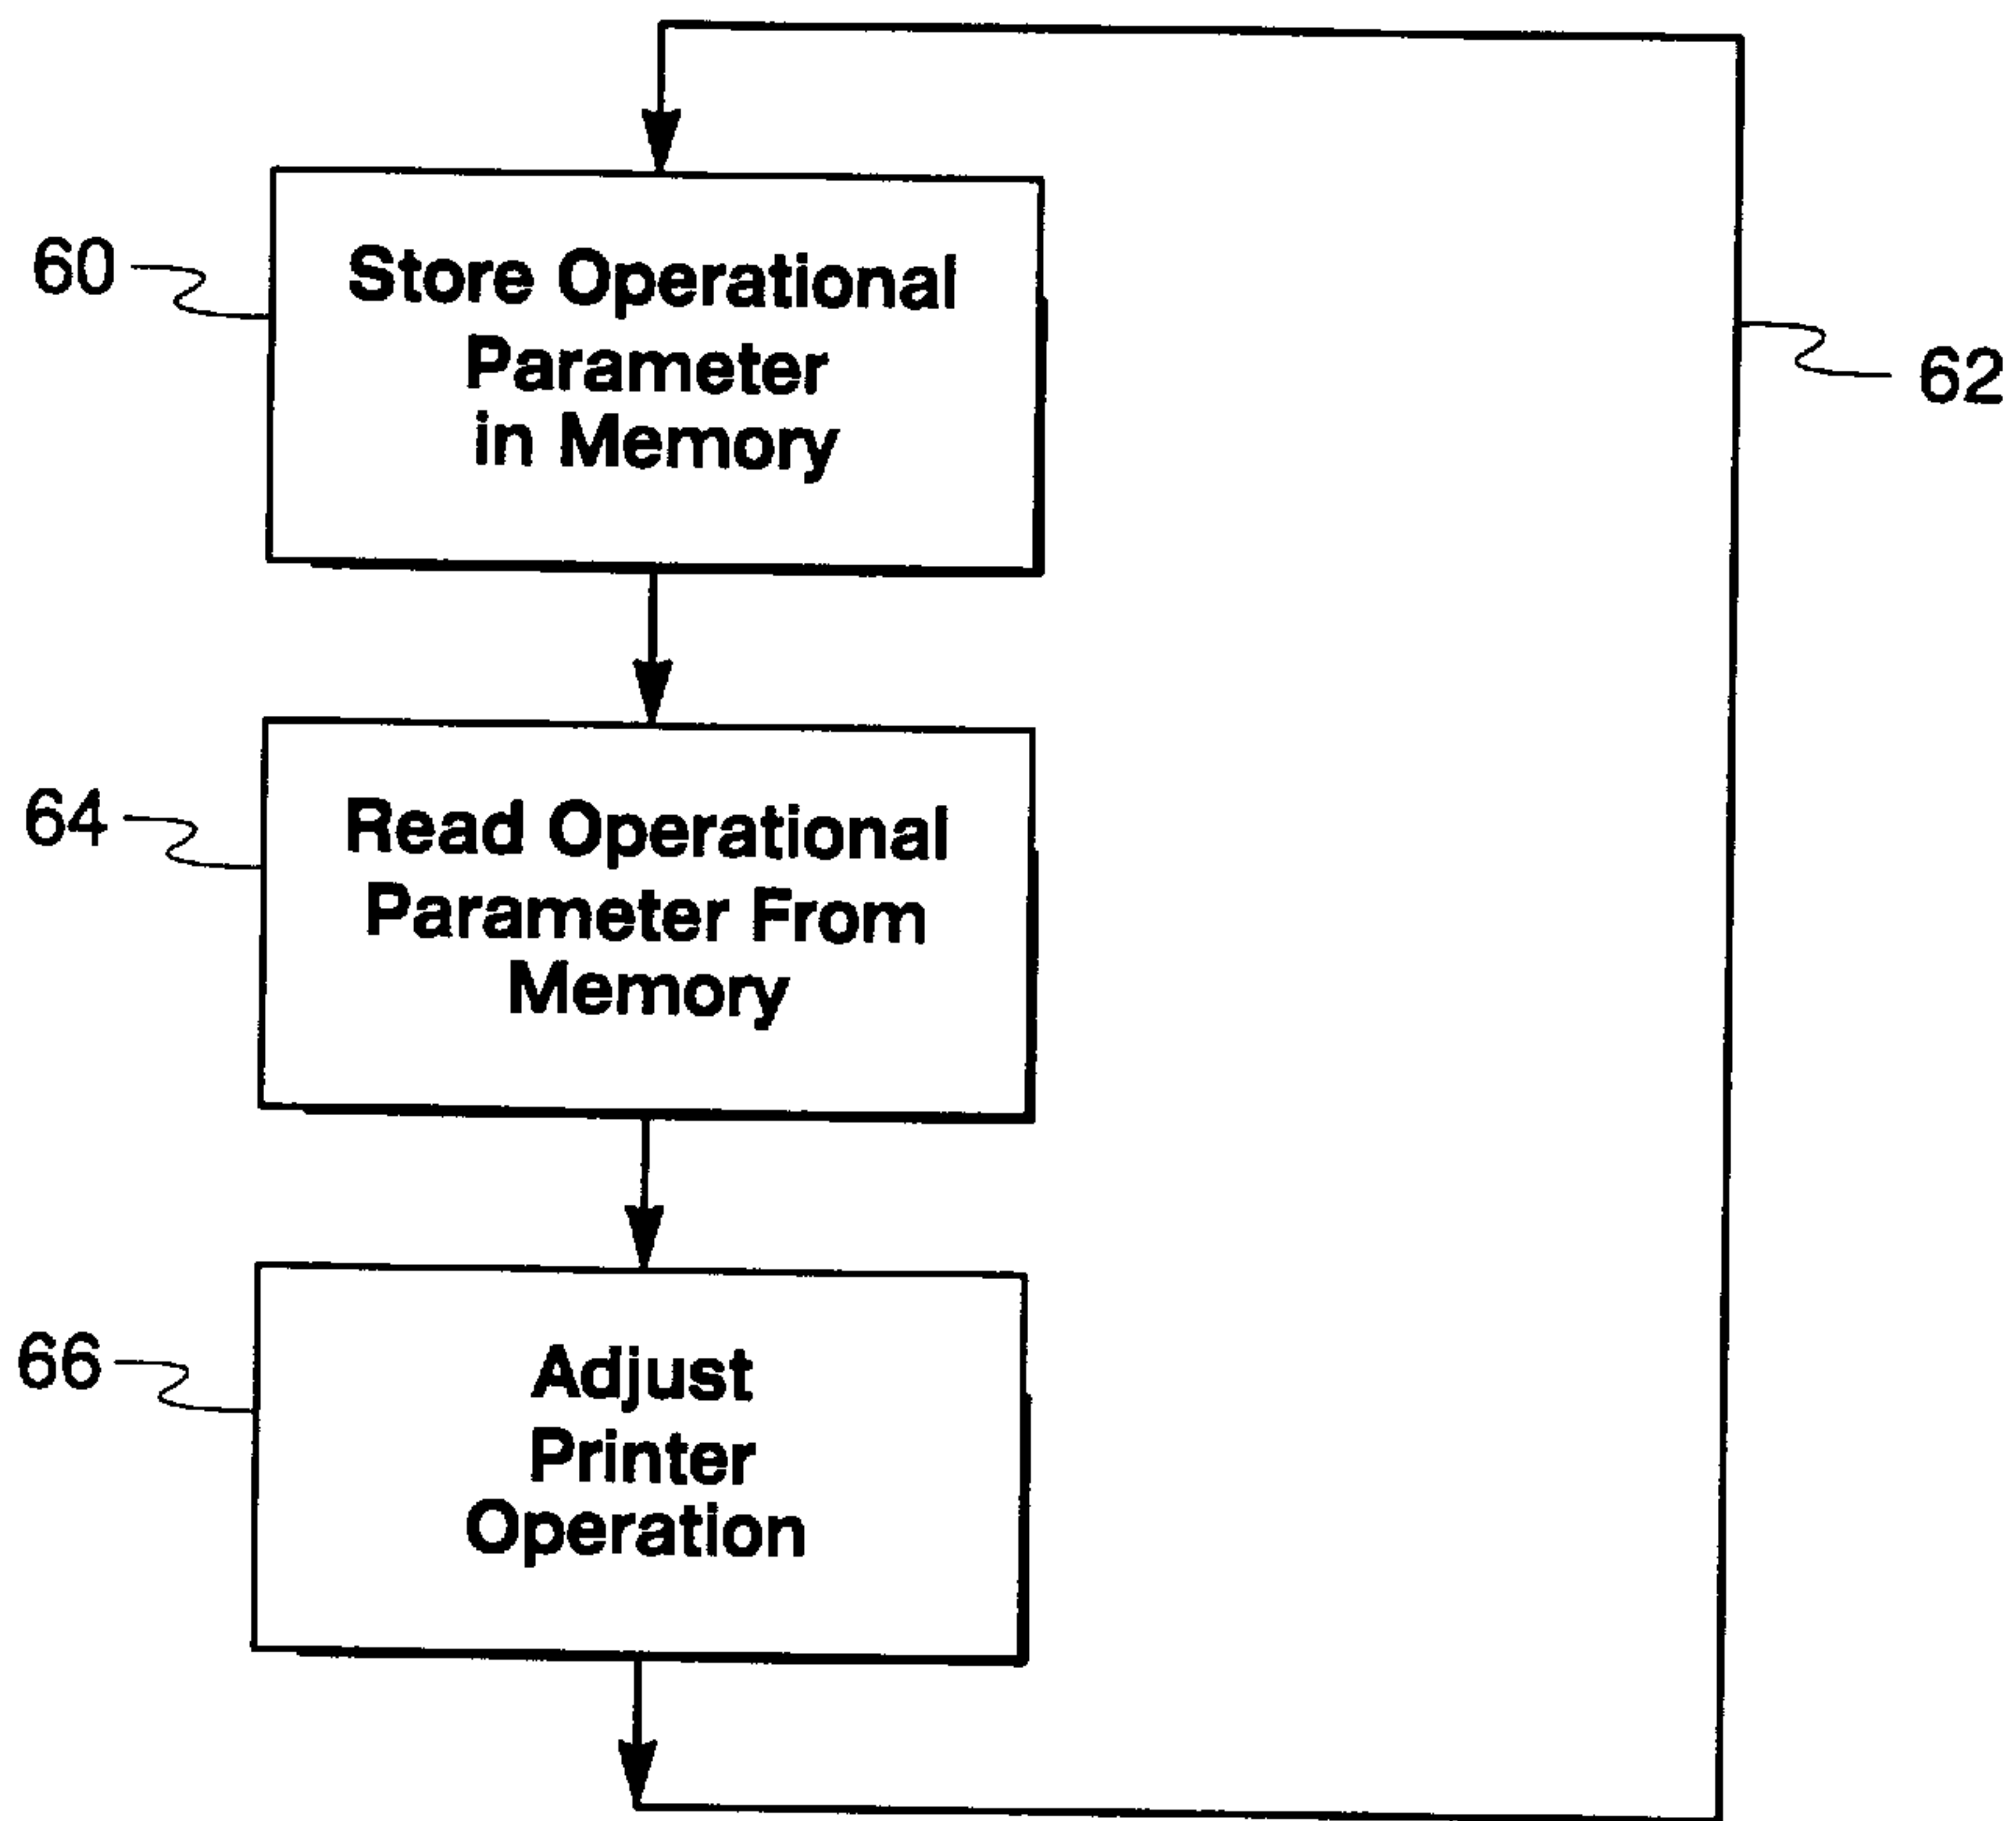 60
Store Operational
Parameter
in Memory
62
64
Read Operational
Parameter From
Memory
66
Adjust
Printer
Operation